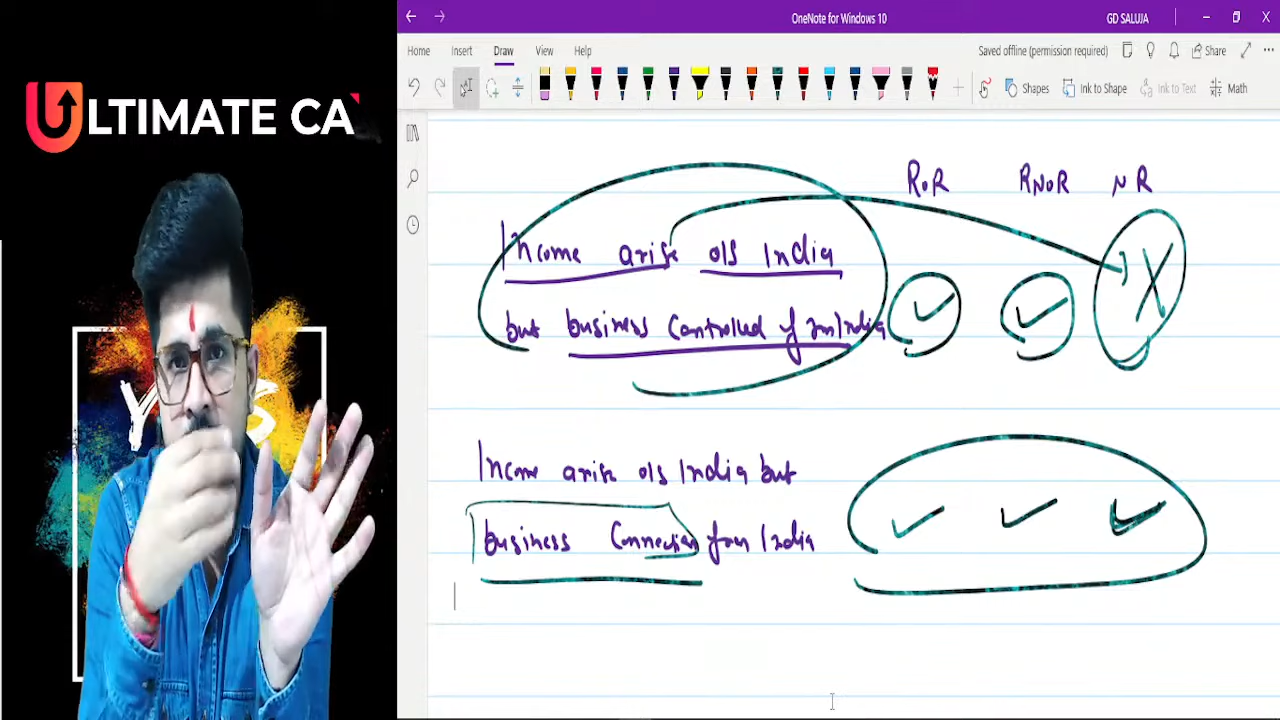 OneNote for Windows 10
GD SALUJA
Home Insert Draw View Help
Saved offline (permission required)
Share
Shapes
Ink to Shape
Ink to Text
Math
ULTIMATE CA
RoR RNoR NR
Income arise o/s India
but business Controlled from India
X
Income arise o/s India but
business Connection from India